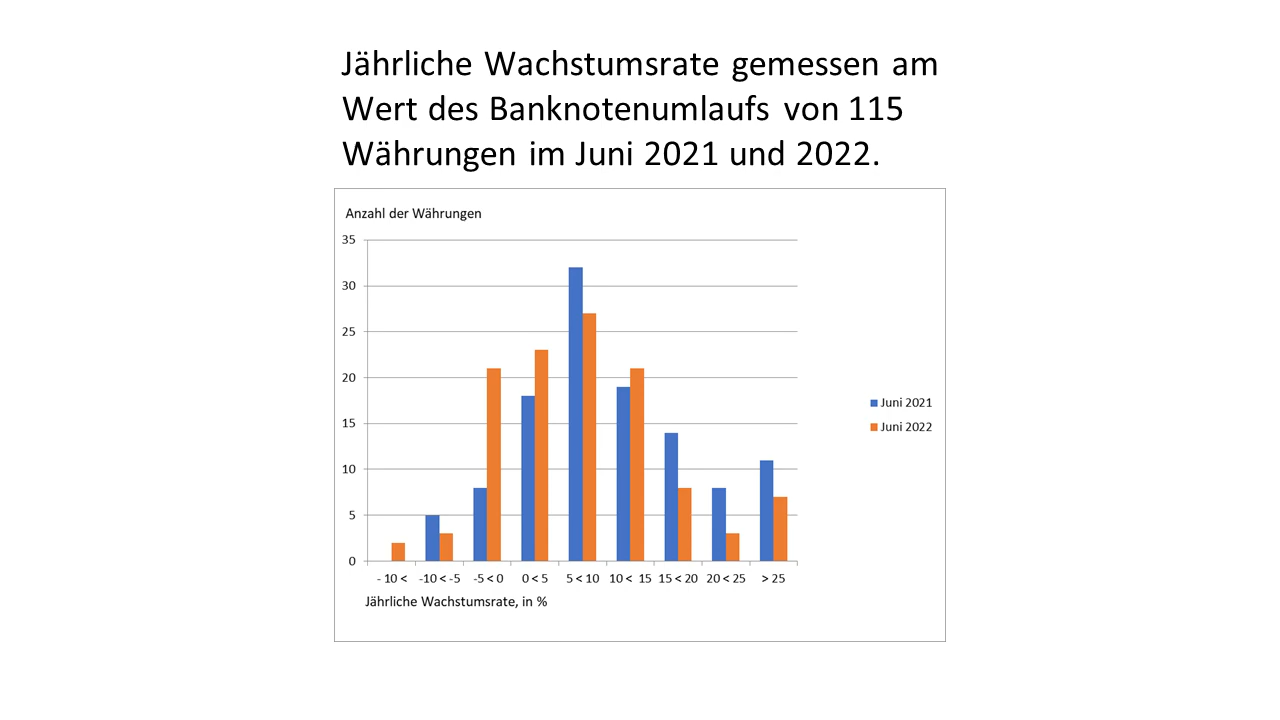 Jährliche Wachstumsrate gemessen am
Wert des Banknotenumlaufs von 115
Währungen im Juni 2021 und 2022.
Anzahl der Währungen
35
30
25
20
15
10
5
0
- 10 < -10 < -5 -5 < 0 0 < 5 5 < 10 10 < 15 15 < 20 20 < 25 > 25
Jährliche Wachstumsrate, in %
Juni 2021
Juni 2022